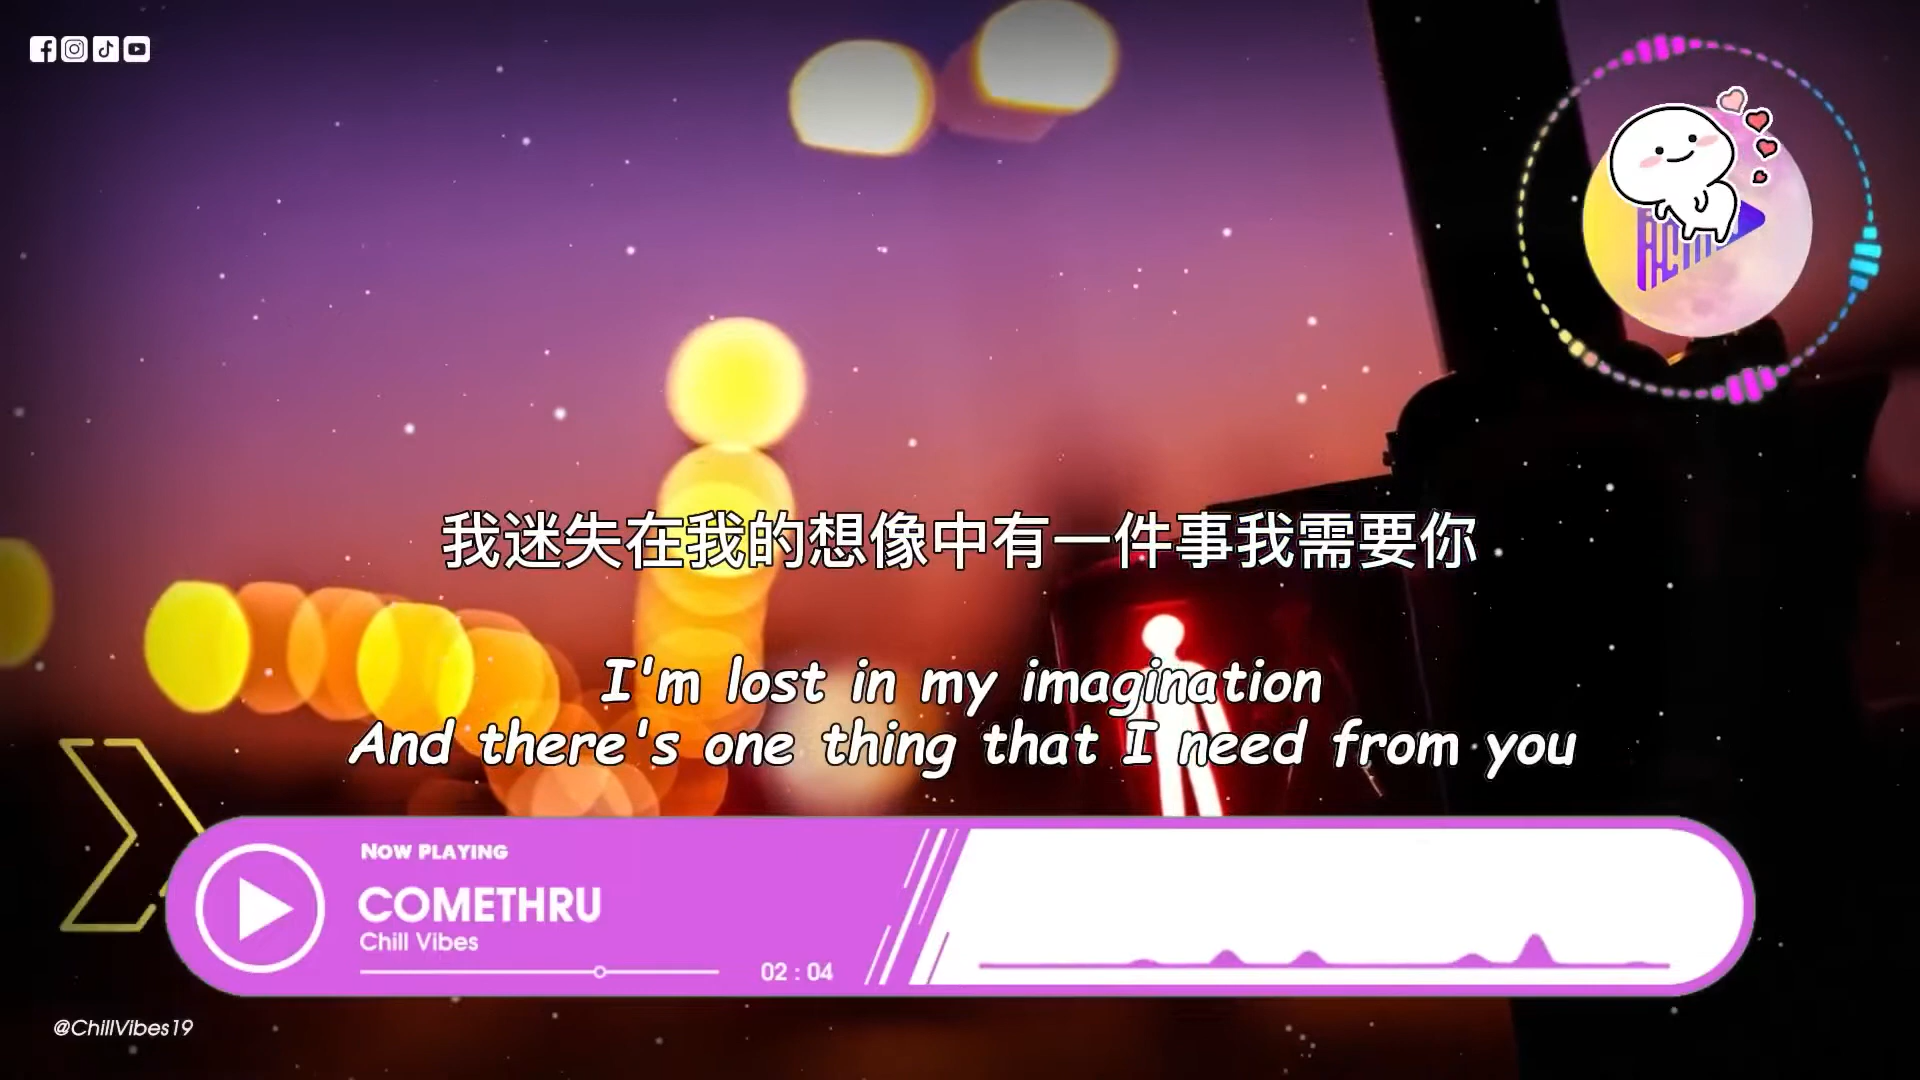 我迷失在我的想像中有一件事我需要你
I'm lost in my imagination
And there's one thing that I need from you
NOW PLAYING
COMETHRU
Chill Vibes
02 : 04
@ChillVibes19